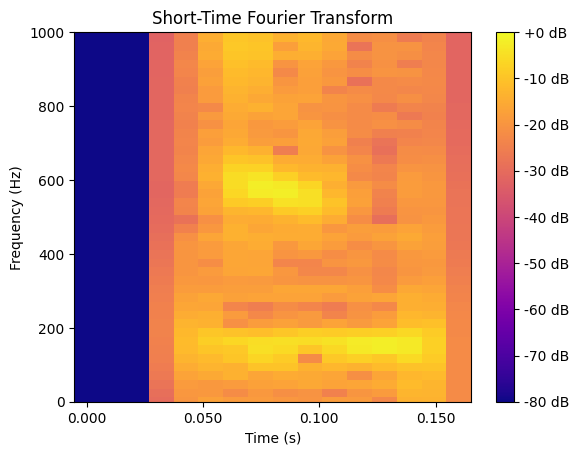 Short-Time Fourier Transform
Frequency (Hz)
1000
800
600
400
200
0
0.000 0.050 0.100 0.150
Time (s)
+0 dB
-10 dB
-20 dB
-30 dB
-40 dB
-50 dB
-60 dB
-70 dB
-80 dB